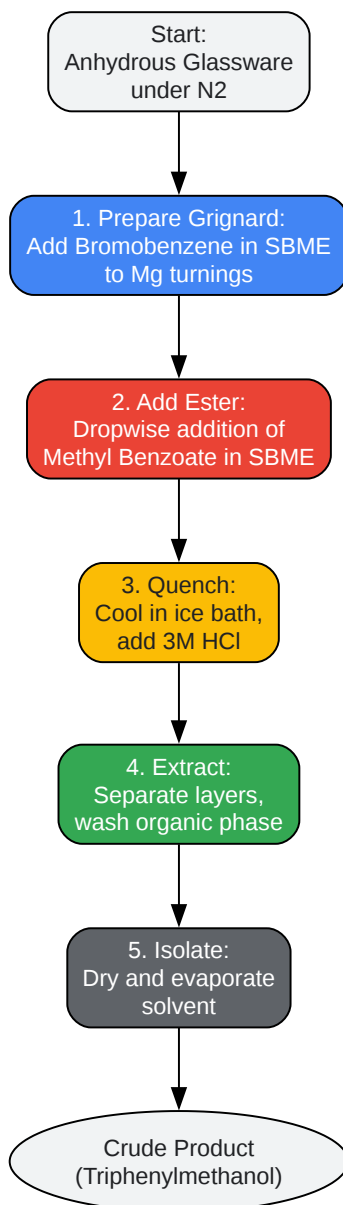 Start:
Anhydrous Glassware
under N2
1. Prepare Grignard:
Add Bromobenzene in SBME
to Mg turnings
2. Add Ester:
Dropwise addition of
Methyl Benzoate in SBME
3. Quench:
Cool in ice bath,
add 3M HCl
4. Extract:
Separate layers,
wash organic phase
5. Isolate:
Dry and evaporate
solvent
Crude Product
(Triphenylmethanol)